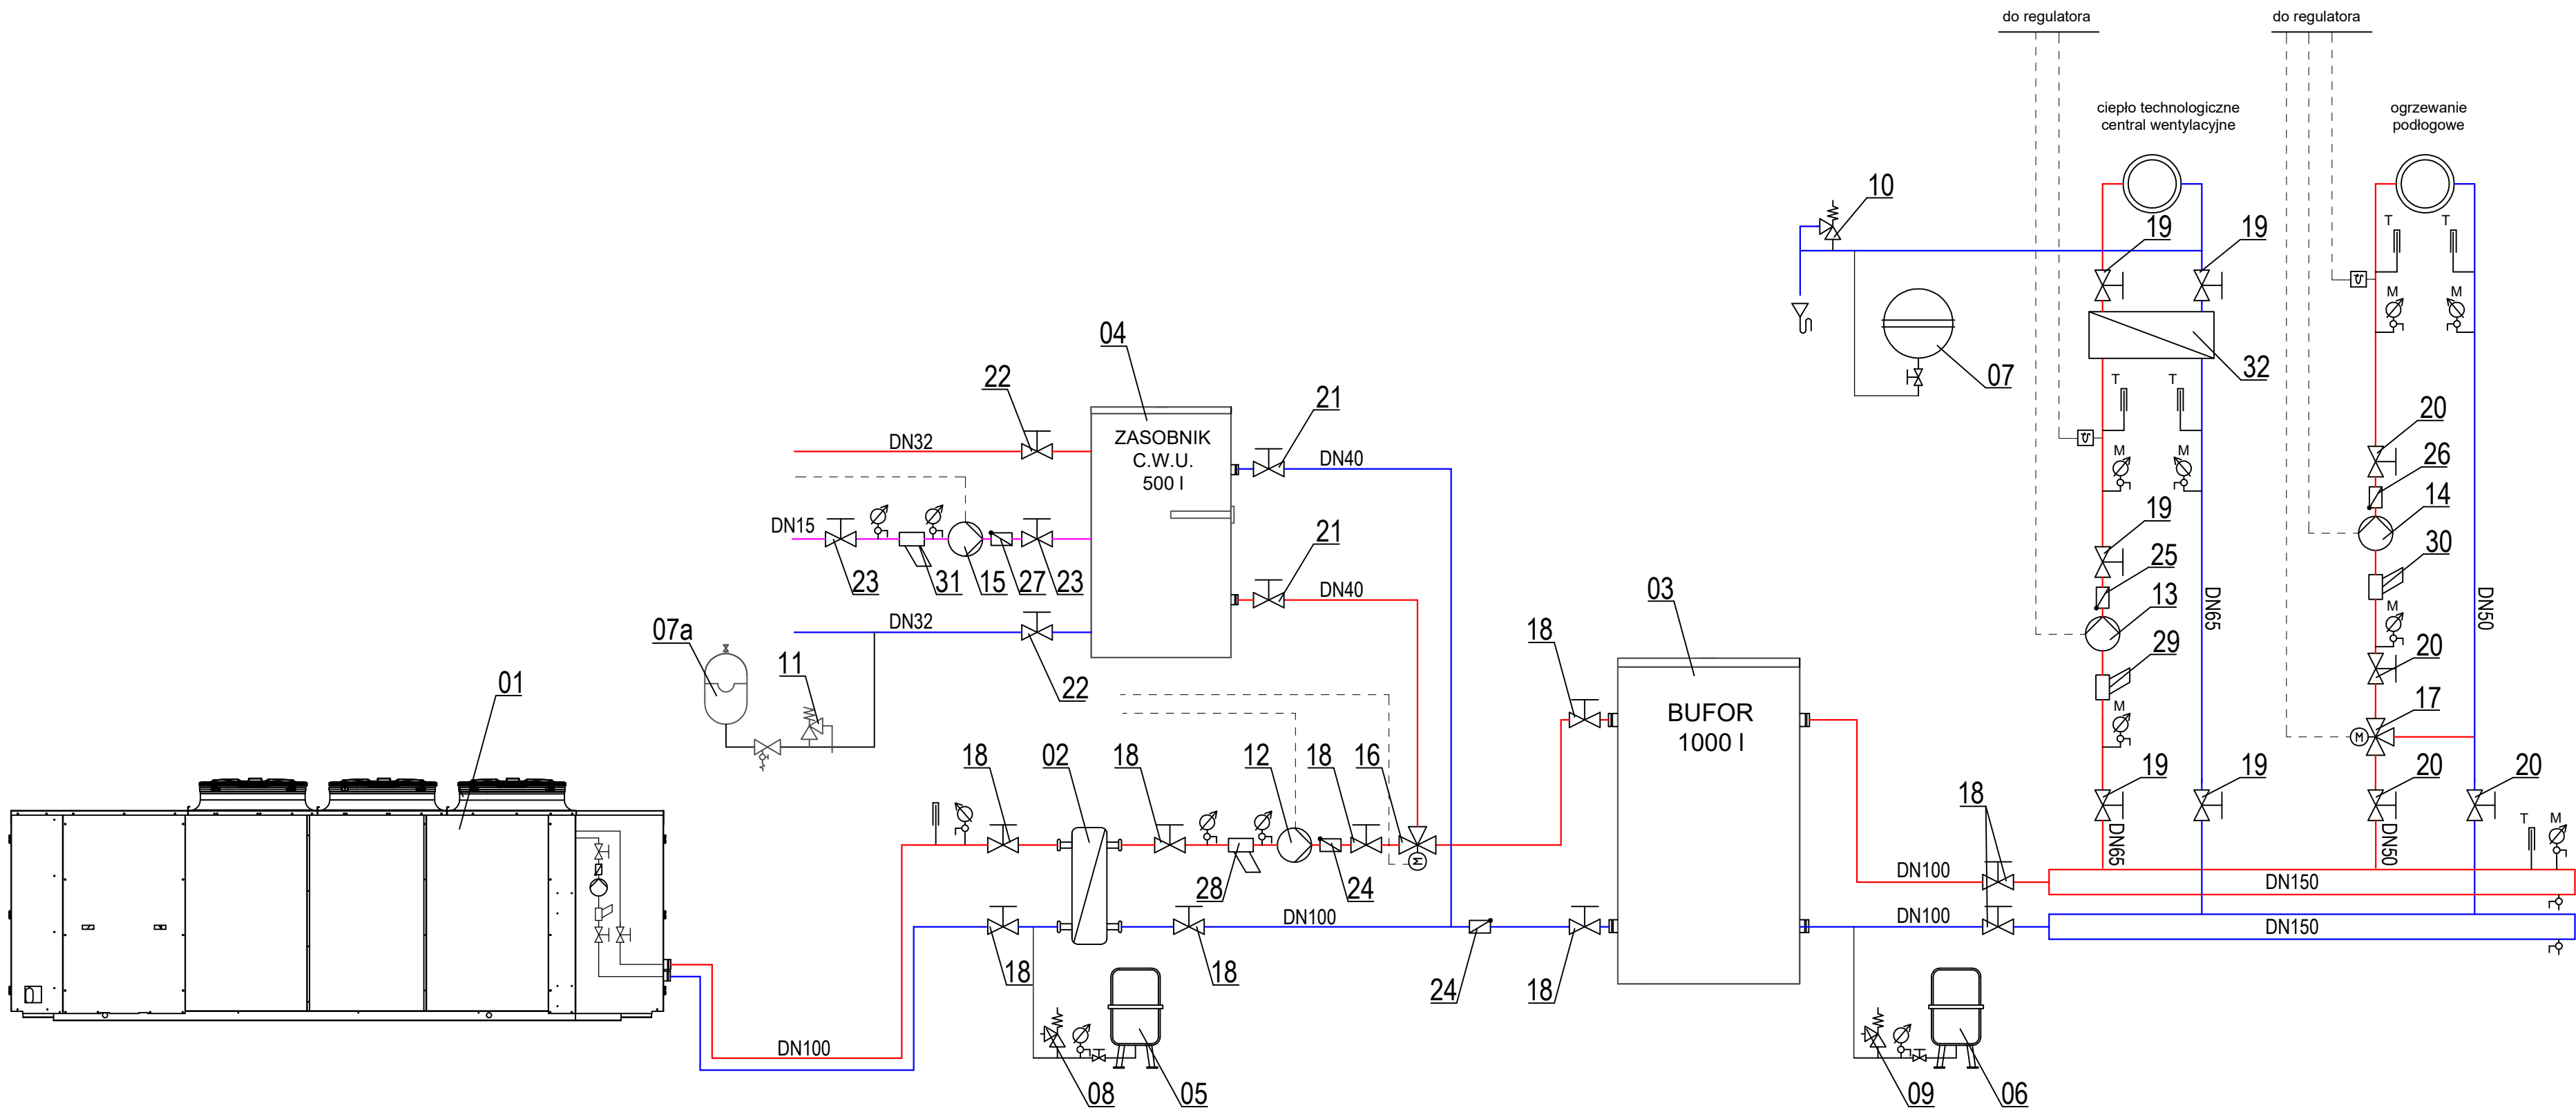 do regulatora
do regulatora
ciepło technologiczne
central wentylacyjne
ogrzewanie
podłogowe
10
19
19
T
T
M
M
07
32
04
22
21
DN32
ZASOBNIK
C.W.U.
500 l
DN40
T
T
M
M
20
26
14
30
DN15
23
31
15
27
23
21
DN40
19
25
13
29
M
DN65
DN50
M
20
17
M
07a
11
DN32
22
01
03
18
BUFOR
1000 l
18
02
18
12
18
16
M
28
24
18
19
19
20
20
DN65
DN50
T
M
DN100
DN150
DN100
DN100
DN150
18
18
24
18
DN100
08
05
09
06